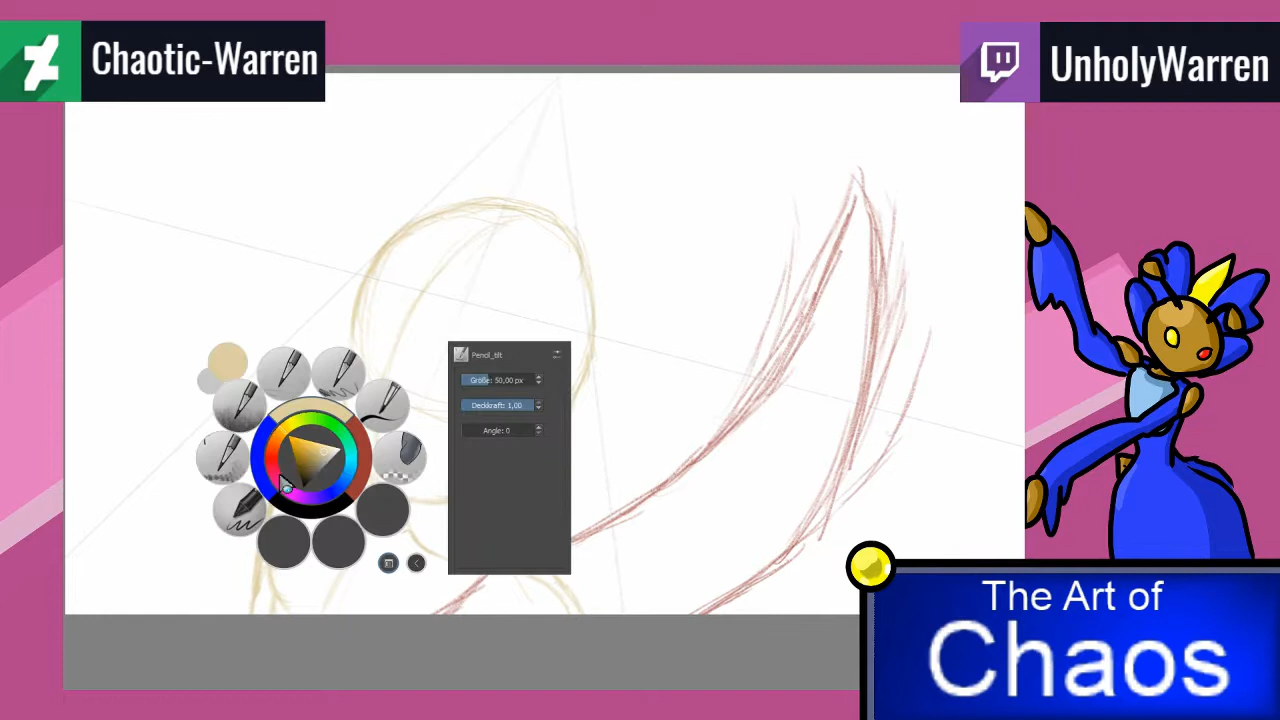 Chaotic-Warren
UnholyWarren
Pencil_tilt
Größe: 50,00 px
Deckkraft: 1,00
Angle: 0
The Art of
Chaos